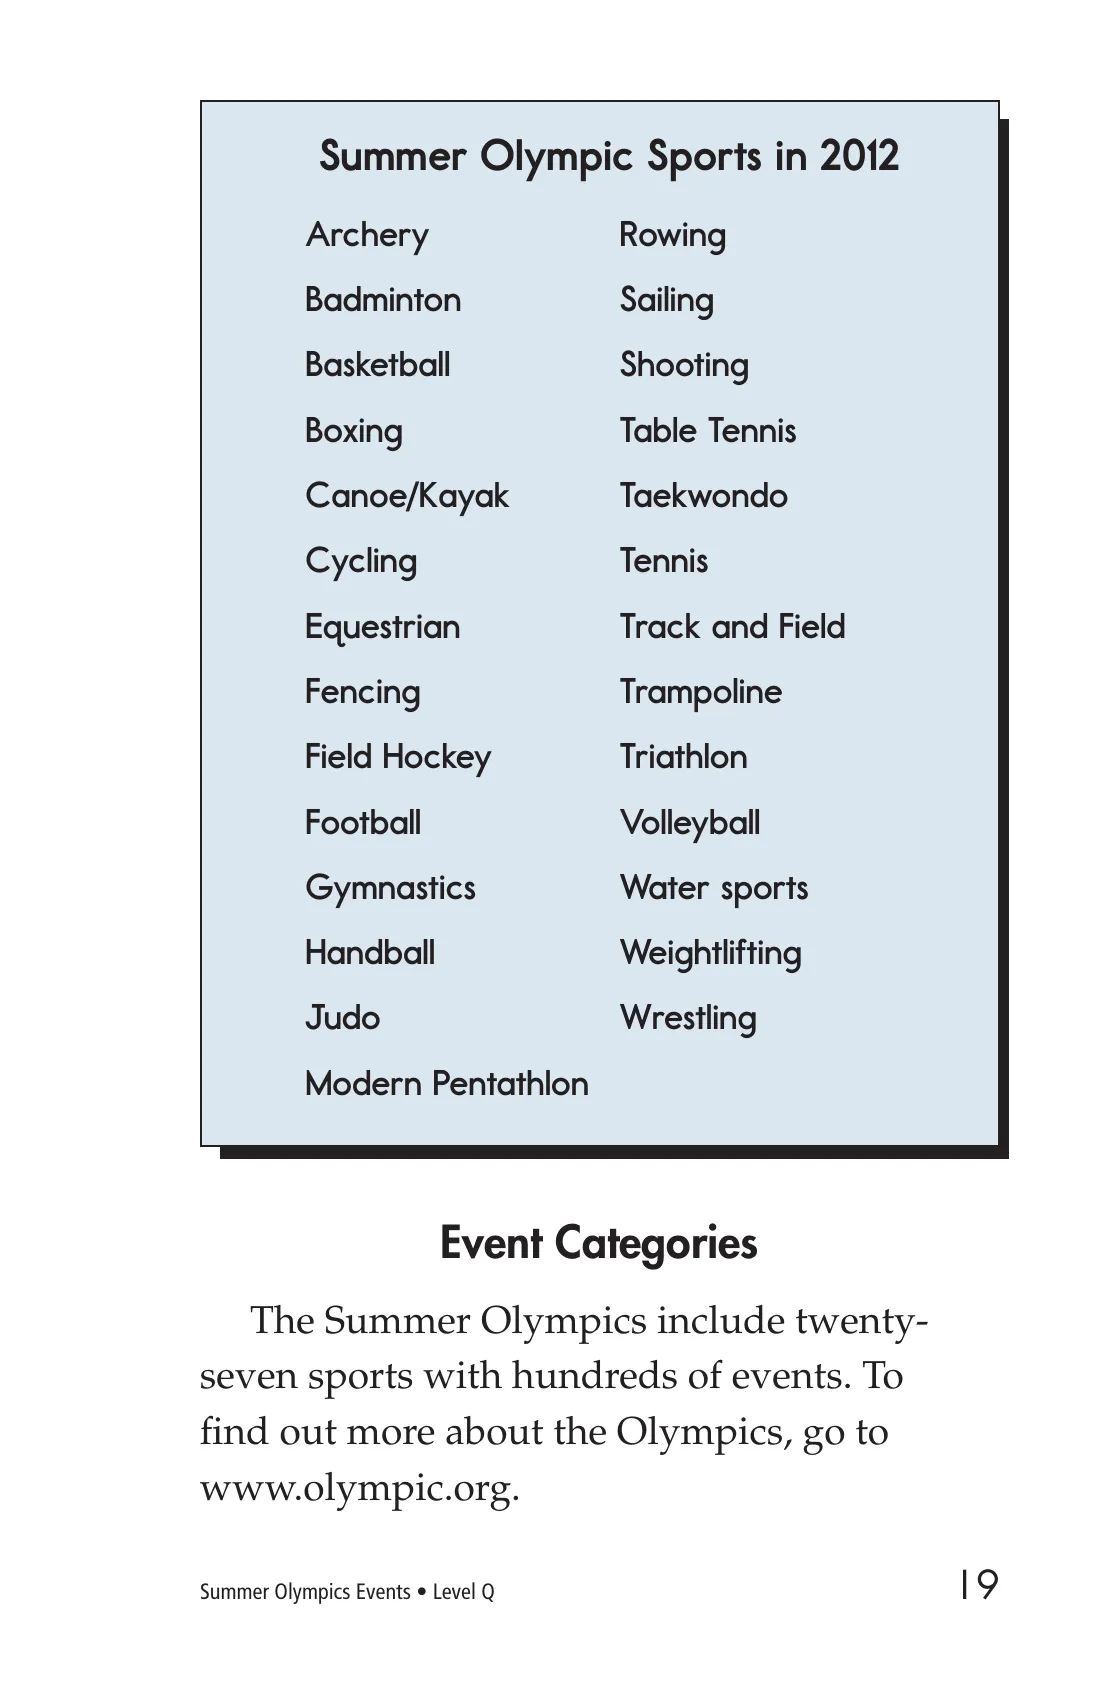 Summer Olympic Sports in 2012
Archery
Badminton
Basketball
Boxing
Canoe/Kayak
Cycling
Equestrian
Fencing
Field Hockey
Football
Gymnastics
Handball
Judo
Modern Pentathlon
Rowing
Sailing
Shooting
Table Tennis
Taekwondo
Tennis
Track and Field
Trampoline
Triathlon
Volleyball
Water sports
Weightlifting
Wrestling
Event Categories
The Summer Olympics include twenty-
seven sports with hundreds of events. To
find out more about the Olympics, go to
www.olympic.org.
Summer Olympics Events • Level Q
19